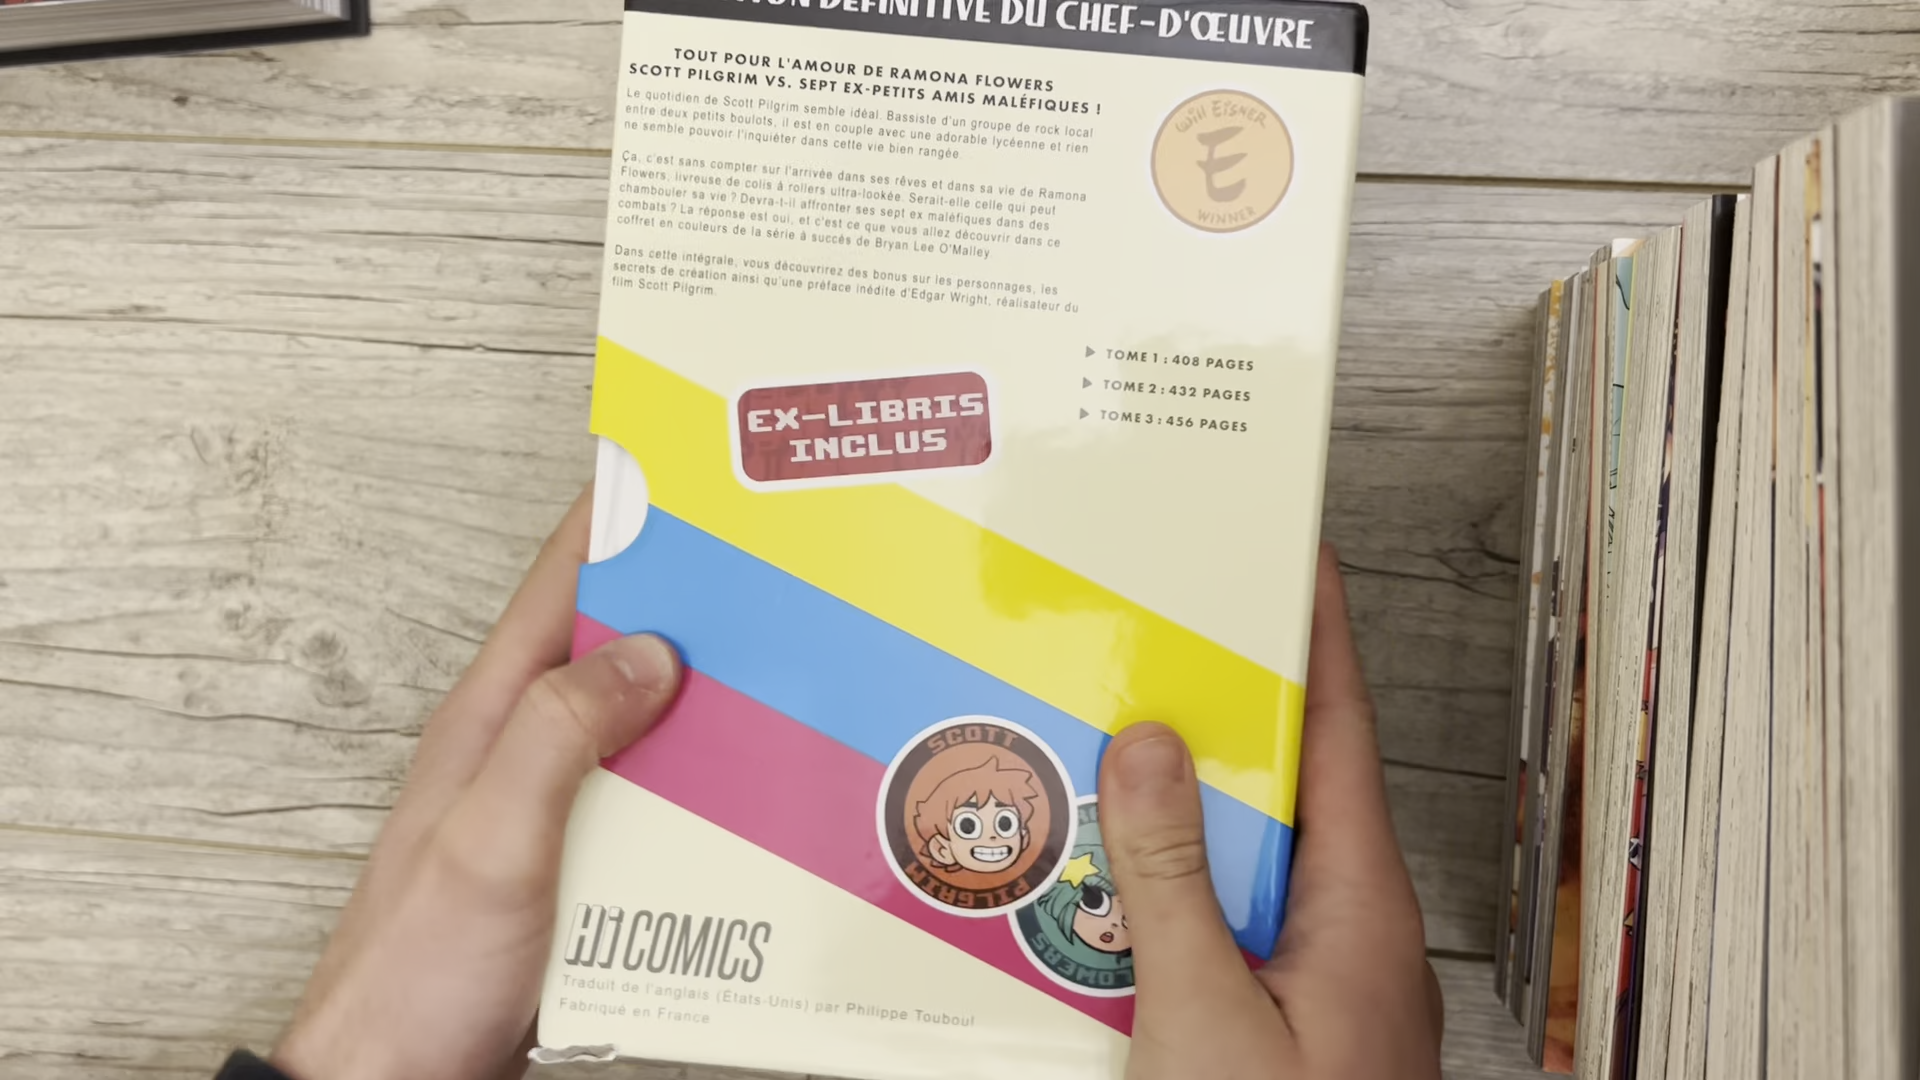 DÉFINITIVE DU CHEF-D'ŒUVRE
TOUT POUR L'AMOUR DE RAMONA FLOWERS
SCOTT PILGRIM VS. SEPT EX-PETITS AMIS MALÉFIQUES !
Le quotidien de Scott Pilgrim semble idéal. Bassiste d'un groupe de rock local
entre deux petits boulots, il est en couple avec une adorable lycéenne et rien
ne semble pouvoir l'inquiéter dans cette vie bien rangée.
Ça, c'est sans compter sur l'arrivée dans ses rêves et dans sa vie de Ramona
Flowers, livreuse de colis à rollers ultra-lookée. Serait-elle celle qui peut
chambouler sa vie ? Devra-t-il affronter ses sept ex maléfiques dans des
combats ? La réponse est oui, et c'est ce que vous allez découvrir dans ce
coffret en couleurs de la série à succès de Bryan Lee O'Malley.
Dans cette intégrale, vous découvrirez des bonus sur les personnages, les
secrets de création ainsi qu'une préface inédite d'Edgar Wright, réalisateur du
film Scott Pilgrim.
Will EISNER
E
WINNER
TOME 1 : 408 PAGES
TOME 2 : 432 PAGES
TOME 3 : 456 PAGES
EX-LIBRIS
INCLUS
SCOTT
PILGRIM
Hi COMICS
Traduit de l'anglais (États-Unis) par Philippe Touboul
Fabriqué en France